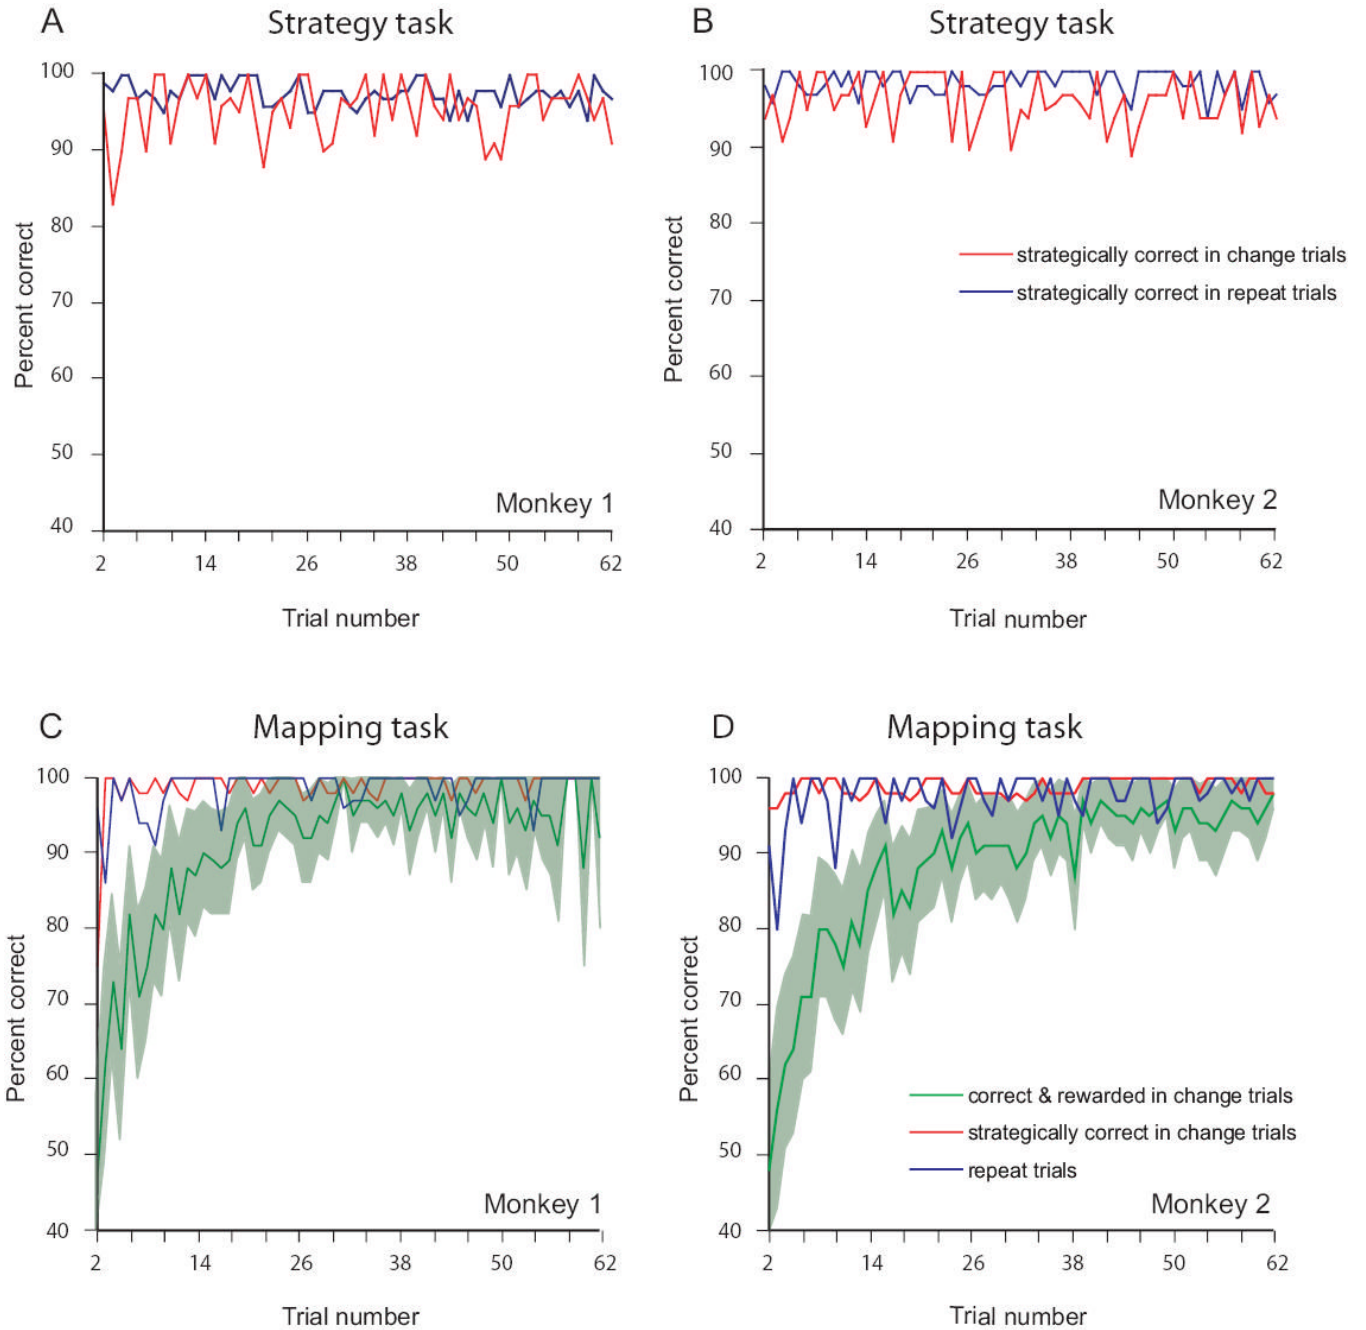 A
Strategy task
100
90
80
70
60
50
40
Percent correct
Monkey 1
2 14 26 38 50 62
Trial number
B
Strategy task
100
90
80
70
60
50
40
Percent correct
strategically correct in change trials
strategically correct in repeat trials
Monkey 2
2 14 26 38 50 62
Trial number
C
Mapping task
100
90
80
70
60
50
40
Percent correct
Monkey 1
2 14 26 38 50 62
Trial number
D
Mapping task
100
90
80
70
60
50
40
Percent correct
correct & rewarded in change trials
strategically correct in change trials
repeat trials
Monkey 2
2 14 26 38 50 62
Trial number